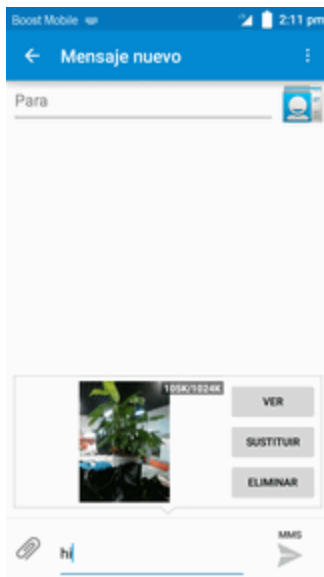 Boost Mobile
2:11 pm
Mensaje nuevo
Para
105K/1024K
VER
SUSTITUIR
ELIMINAR
MMS
hi